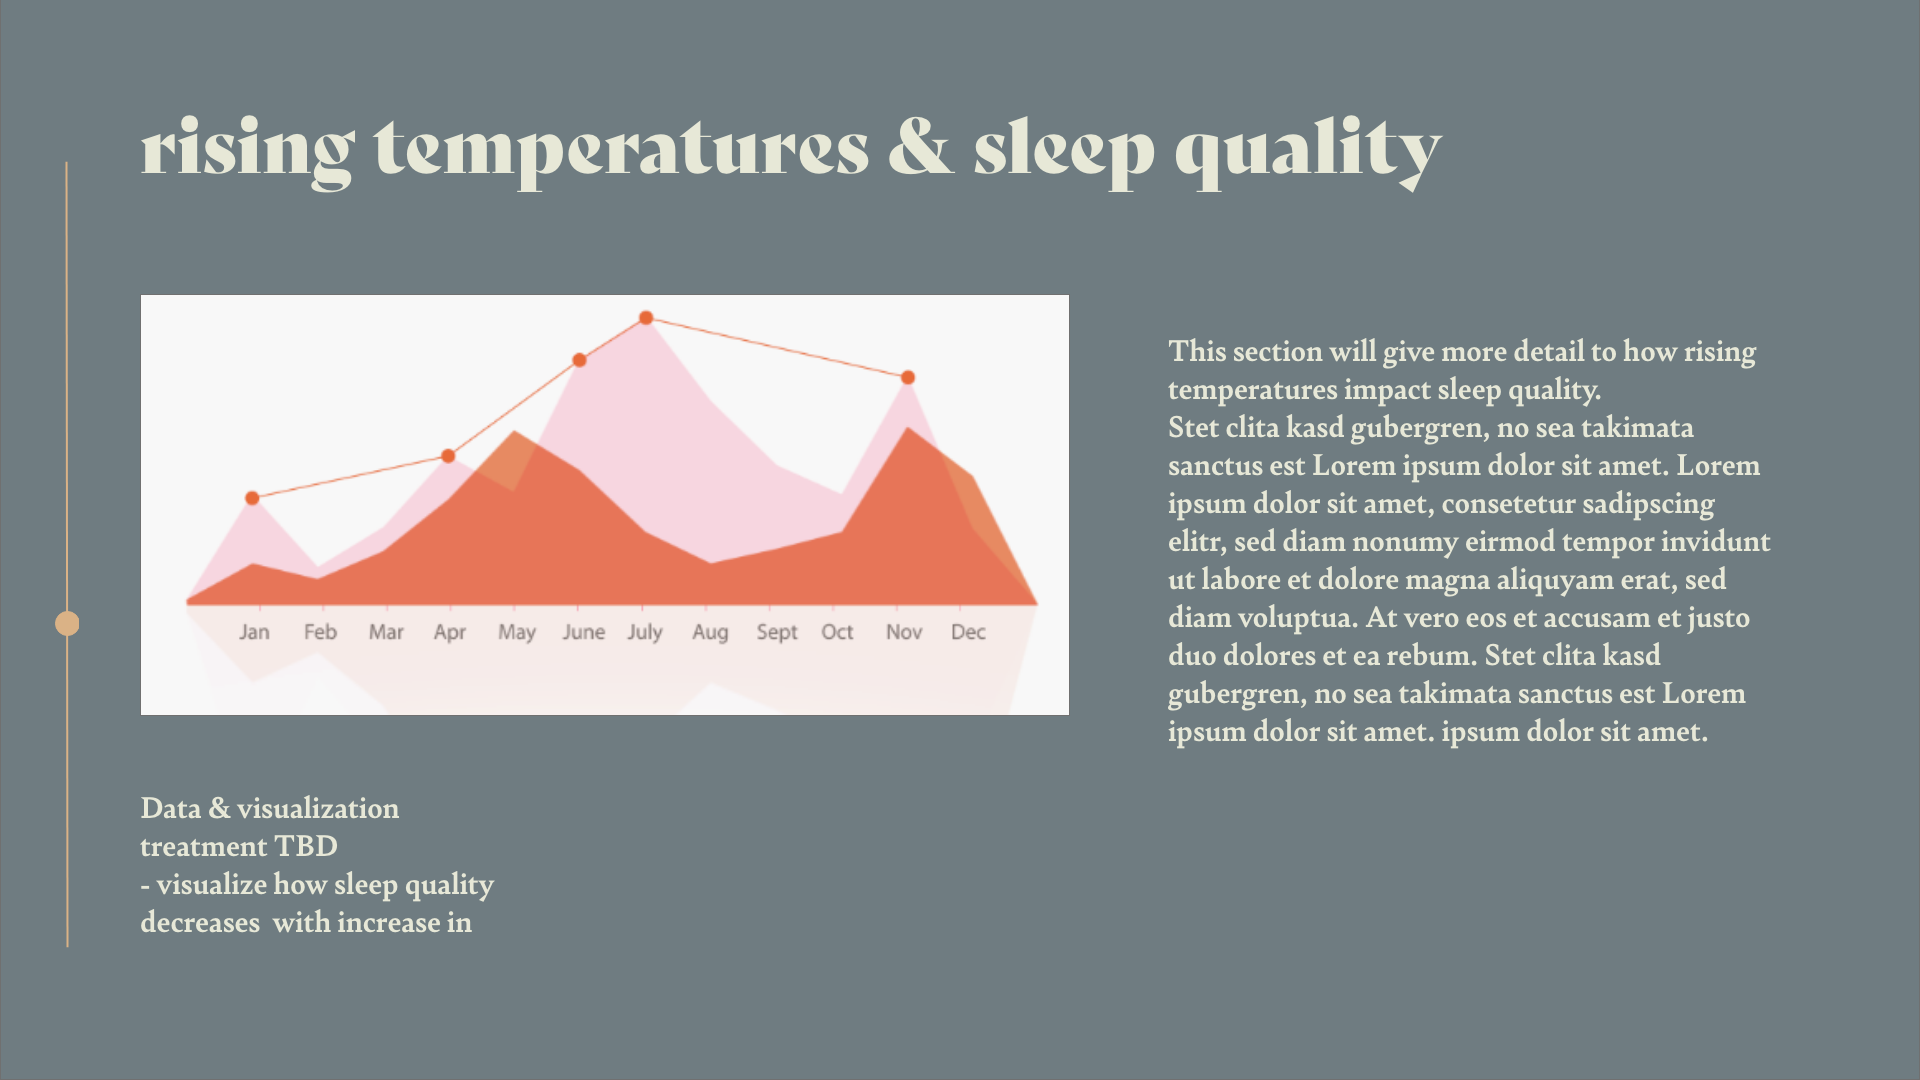 rising temperatures & sleep quality
Jan Feb Mar Apr May June July Aug Sept Oct Nov Dec
This section will give more detail to how rising
temperatures impact sleep quality.
Stet clita kasd gubergren, no sea takimata
sanctus est Lorem ipsum dolor sit amet. Lorem
ipsum dolor sit amet, consetetur sadipscing
elitr, sed diam nonumy eirmod tempor invidunt
ut labore et dolore magna aliquyam erat, sed
diam voluptua. At vero eos et accusam et justo
duo dolores et ea rebum. Stet clita kasd
gubergren, no sea takimata sanctus est Lorem
ipsum dolor sit amet. ipsum dolor sit amet.
Data & visualization
treatment TBD
- visualize how sleep quality
decreases  with increase in